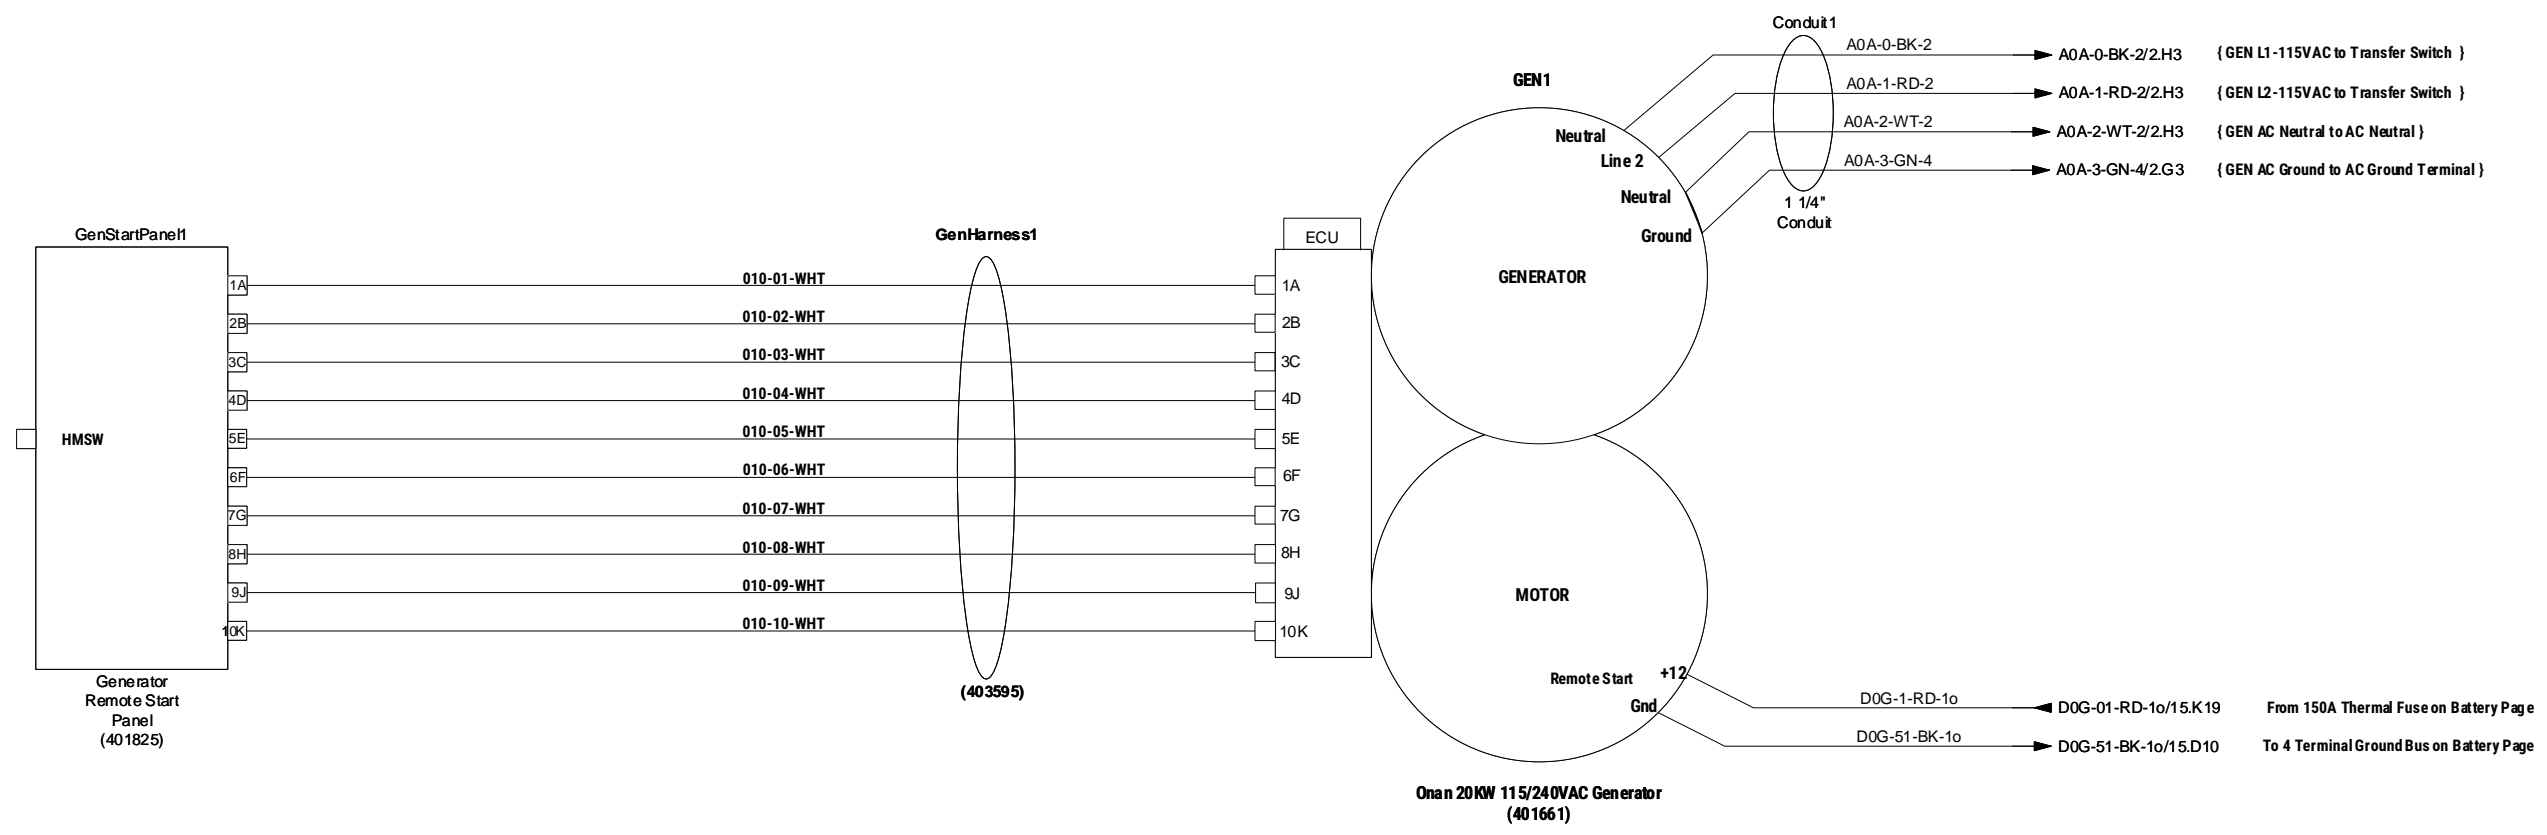 Conduit1
A0A-0-BK-2
A0A-0-BK-2/2.H3 { GEN L1-115VAC to Transfer Switch }
GEN1
A0A-1-RD-2
A0A-1-RD-2/2.H3 { GEN L2-115VAC to Transfer Switch }
Neutral
A0A-2-WT-2
A0A-2-WT-2/2.H3 { GEN AC Neutral to AC Neutral }
Line 2
A0A-3-GN-4
A0A-3-GN-4/2.G3 { GEN AC Ground to AC Ground Terminal }
Neutral
1 1/4"
Conduit
Ground
GENERATOR
GenStartPanel1
GenHarness1
ECU
1A 010-01-WHT 1A
2B 010-02-WHT 2B
3C 010-03-WHT 3C
4D 010-04-WHT 4D
HMSW 5E 010-05-WHT 5E
6F 010-06-WHT 6F
7G 010-07-WHT 7G
8H 010-08-WHT 8H
9J 010-09-WHT 9J
10K 010-10-WHT 10K
Generator
Remote Start
Panel
(401825)
(403595)
MOTOR
Remote Start +12
Gnd
D0G-1-RD-1o
D0G-01-RD-1o/15.K19 From 150A Thermal Fuse on Battery Page
D0G-51-BK-1o
D0G-51-BK-1o/15.D10 To 4 Terminal Ground Bus on Battery Page
Onan 20KW 115/240VAC Generator
(401661)